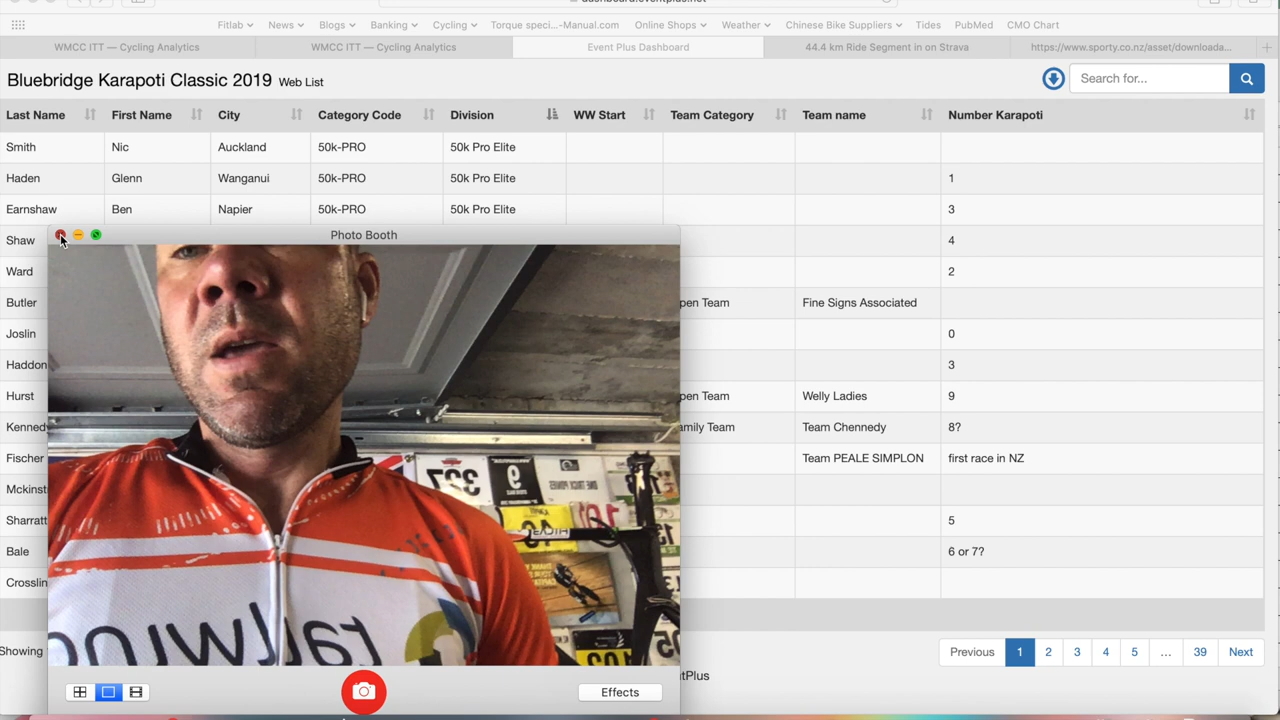 dashboard.eventplus.net
Fitlab News Blogs Banking Cycling Torque speci...-Manual.com Online Shops Weather Chinese Bike Suppliers Tides PubMed CMO Chart
WMCC ITT — Cycling Analytics WMCC ITT — Cycling Analytics Event Plus Dashboard 44.4 km Ride Segment in on Strava https://www.sporty.co.nz/asset/downloada... +
Bluebridge Karapoti Classic 2019 Web List Search for...
Last Name First Name City Category Code Division WW Start Team Category Team name Number Karapoti
Smith Nic Auckland 50k-PRO 50k Pro Elite
Haden Glenn Wanganui 50k-PRO 50k Pro Elite 1
Earnshaw Ben Napier 50k-PRO 50k Pro Elite 3
Photo Booth
Shaw 4
Ward 2
Butler pen Team Fine Signs Associated
Joslin 0
Haddon 3
Hurst pen Team Welly Ladies 9
Kenned amily Team Team Chennedy 8?
Fischer Team PEALE SIMPLON first race in NZ
Mckinst
Sharratt 5
Bale 6 or 7?
Crosslin
Showing Previous 1 2 3 4 5 ... 39 Next
ntPlus
Effects
tailwind